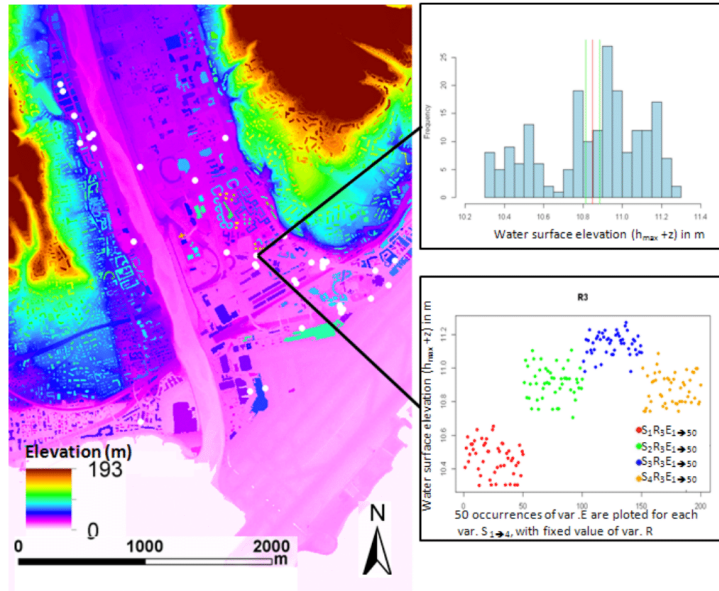 Elevation (m)
193
0
0 1000 2000
m
N
Frequency
0 5 10 15 20 25
10.2 10.4 10.6 10.8 11.0 11.2 11.4
Water surface elevation (hmax +z) in m
R3
Water surface elevation (hmax +z) in m
10.4 10.6 10.8 11.0 11.2
S1R3E1→50
S2R3E1→50
S3R3E1→50
S4R3E1→50
0 50 100 150 200
50 occurrences of var .E are ploted for each
var. S1→4, with fixed value of var. R